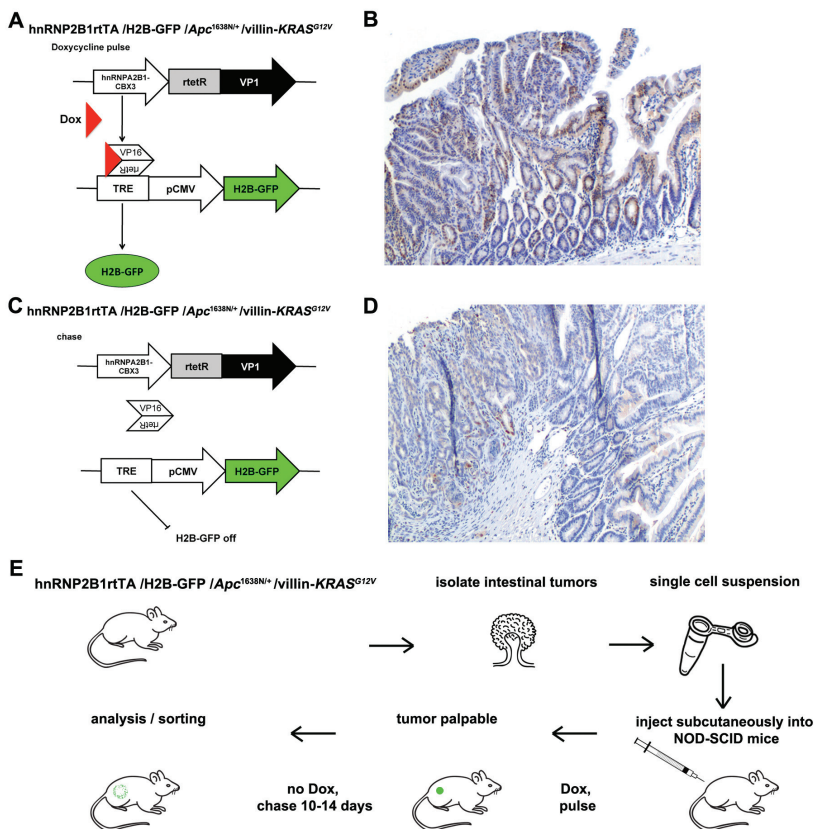 A
hnRNP2B1rtTA /H2B-GFP /Apc1638N/+ /villin-KRASG12V
Doxycycline pulse
hnRNPA2B1-
CBX3
rtetR
VP1
Dox
VP16
rtetR
TRE
pCMV
H2B-GFP
H2B-GFP
B
C
hnRNP2B1rtTA /H2B-GFP /Apc1638N/+ /villin-KRASG12V
chase
hnRNPA2B1-
CBX3
rtetR
VP1
VP16
rtetR
TRE
pCMV
H2B-GFP
H2B-GFP off
D
E
hnRNP2B1rtTA /H2B-GFP /Apc1638N/+ /villin-KRASG12V
isolate intestinal tumors
single cell suspension
analysis / sorting
tumor palpable
inject subcutaneously into
NOD-SCID mice
no Dox,
chase 10-14 days
Dox,
pulse